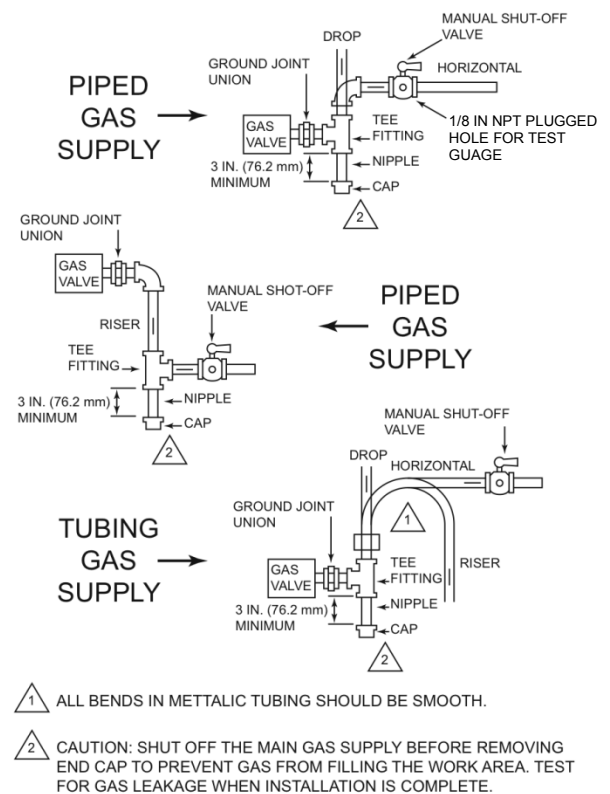 PIPED
GAS
SUPPLY
DROP
MANUAL SHUT-OFF
VALVE
GROUND JOINT
UNION
HORIZONTAL
GAS
VALVE
TEE
FITTING
1/8 IN NPT PLUGGED
HOLE FOR TEST
GUAGE
3 IN. (76.2 mm)
MINIMUM
NIPPLE
CAP
2
GROUND JOINT
UNION
GAS
VALVE
RISER
MANUAL SHOT-OFF
VALVE
TEE
FITTING
3 IN. (76.2 mm)
MINIMUM
NIPPLE
CAP
2
PIPED
GAS
SUPPLY
TUBING
GAS
SUPPLY
MANUAL SHUT-OFF
VALVE
DROP
HORIZONTAL
GROUND JOINT
UNION
1
GAS
VALVE
TEE
FITTING
RISER
3 IN. (76.2 mm)
MINIMUM
NIPPLE
CAP
2
1 ALL BENDS IN METTALIC TUBING SHOULD BE SMOOTH.
2 CAUTION: SHUT OFF THE MAIN GAS SUPPLY BEFORE REMOVING
END CAP TO PREVENT GAS FROM FILLING THE WORK AREA. TEST
FOR GAS LEAKAGE WHEN INSTALLATION IS COMPLETE.